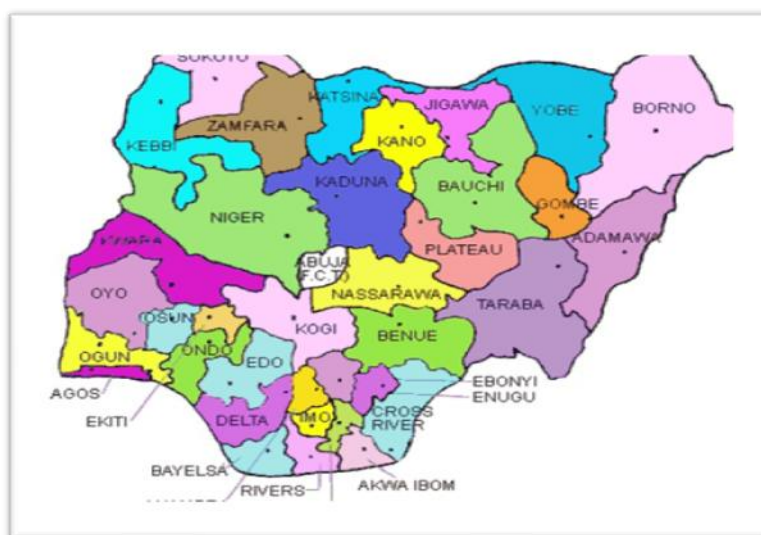 SOKOTO
KATSINA
JIGAWA
YOBE
BORNO
ZAMFARA
KANO
KEBBI
KADUNA
BAUCHI
GOMBE
NIGER
ADAMAWA
KWARA
PLATEAU
ABUJA
(F.C.T.)
NASSARAWA
OYO
TARABA
OSUN
KOGI
BENUE
OGUN
ONDO
EDO
EBONYI
ENUGU
AGOS
EKITI
DELTA
IMO
CROSS
RIVER
BAYELSA
RIVERS
AKWA IBOM